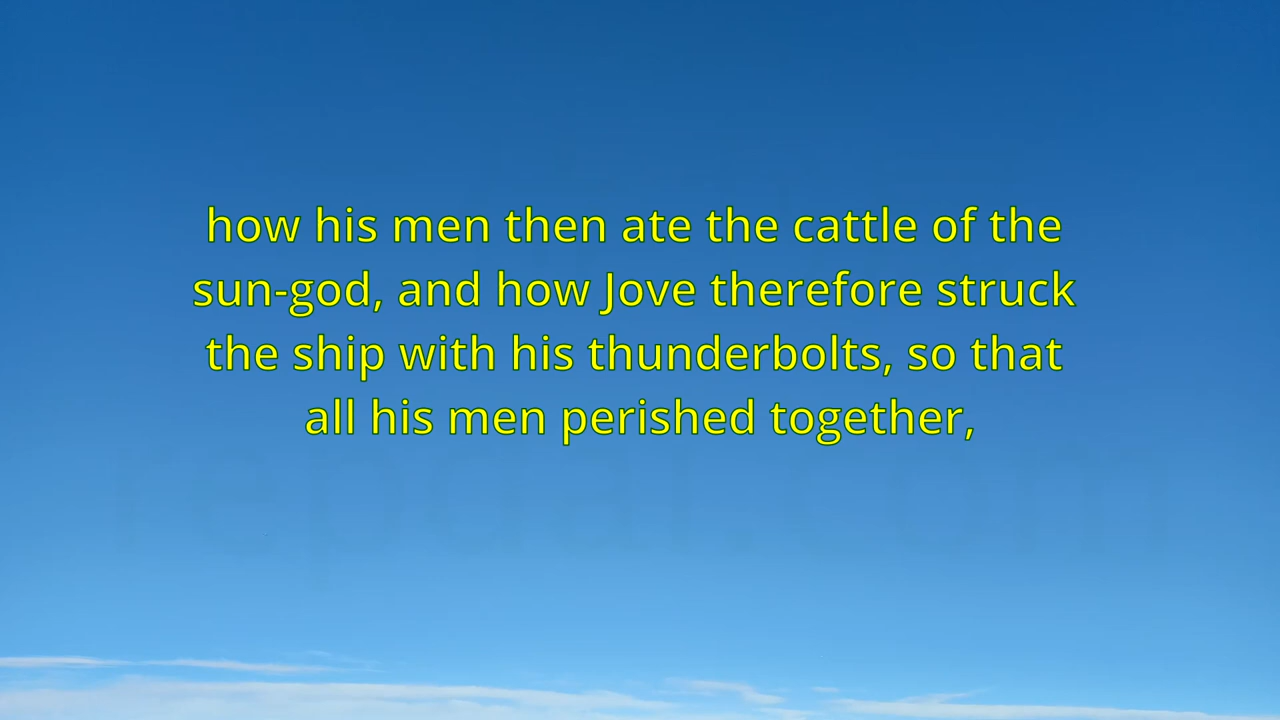 how his men then ate the cattle of the
sun-god, and how Jove therefore struck
the ship with his thunderbolts, so that
all his men perished together,